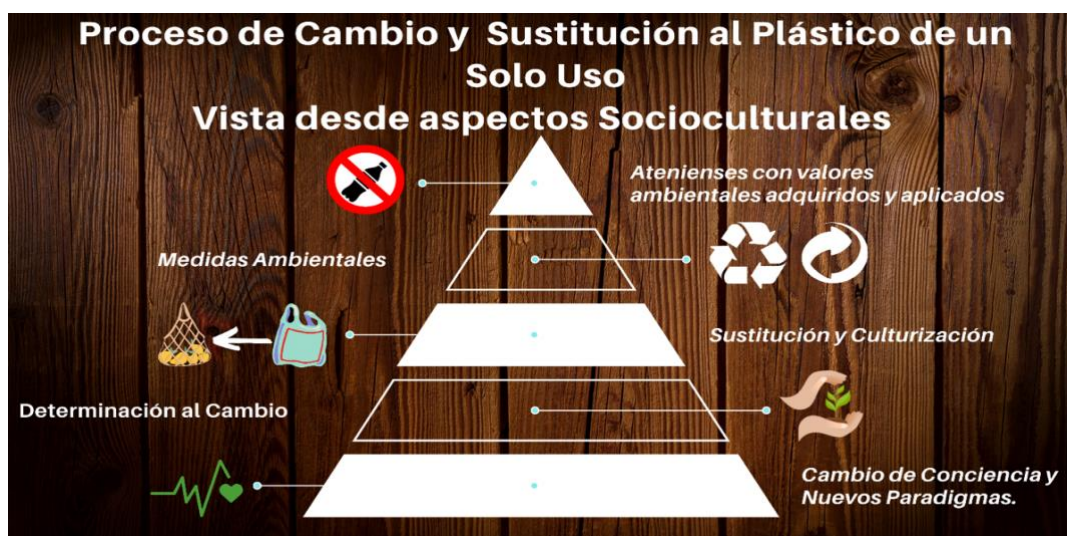 Proceso de Cambio y Sustitución al Plástico de un
Solo Uso
Vista desde aspectos Socioculturales
Atenienses con valores
ambientales adquiridos y aplicados
Medidas Ambientales
Sustitución y Culturización
Determinación al Cambio
Cambio de Conciencia y
Nuevos Paradigmas.